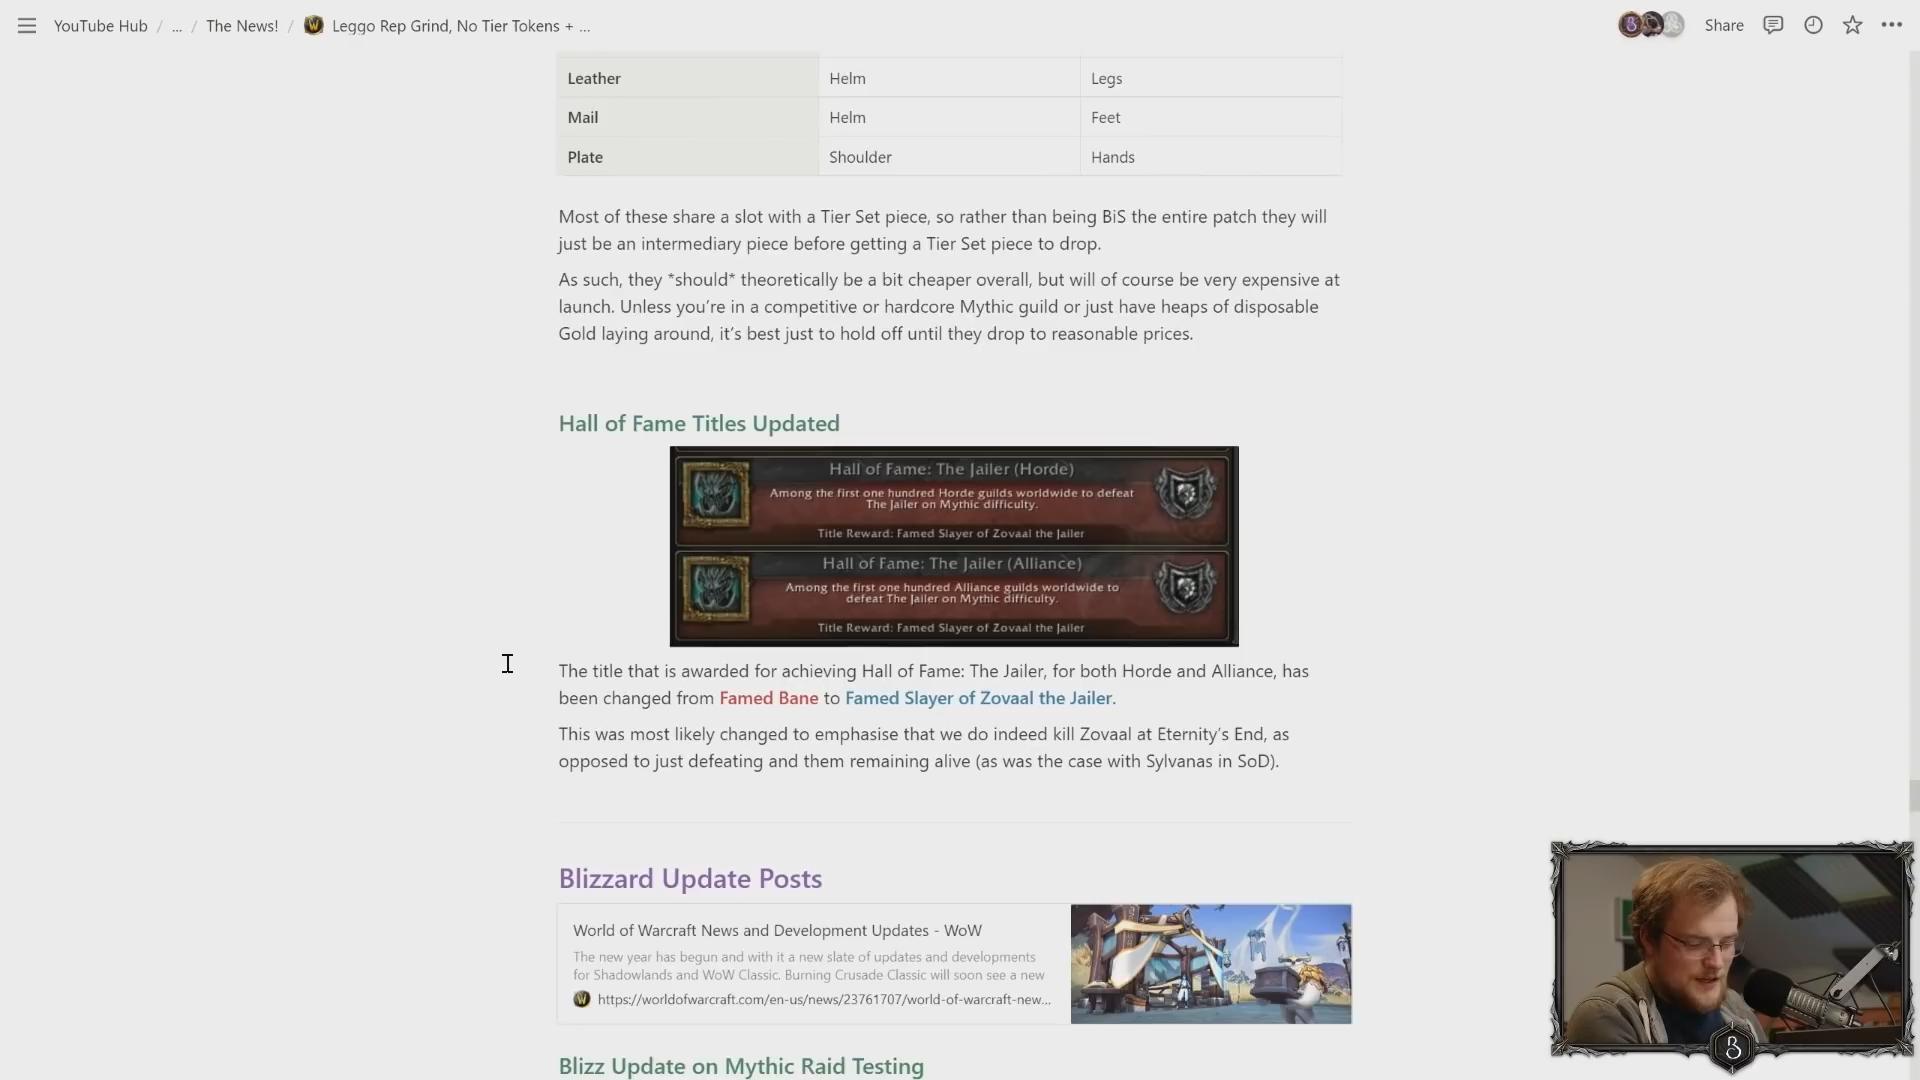 YouTube Hub / ... / The News! / Leggo Rep Grind, No Tier Tokens + ...
Share
Leather Helm Legs
Mail Helm Feet
Plate Shoulder Hands
Most of these share a slot with a Tier Set piece, so rather than being BiS the entire patch they will
just be an intermediary piece before getting a Tier Set piece to drop.
As such, they *should* theoretically be a bit cheaper overall, but will of course be very expensive at
launch. Unless you’re in a competitive or hardcore Mythic guild or just have heaps of disposable
Gold laying around, it’s best just to hold off until they drop to reasonable prices.
Hall of Fame Titles Updated
Hall of Fame: The Jailer (Horde)
Among the first one hundred Horde guilds worldwide to defeat
The Jailer on Mythic difficulty.
Title Reward: Famed Slayer of Zovaal the Jailer
Hall of Fame: The Jailer (Alliance)
Among the first one hundred Alliance guilds worldwide to
defeat The Jailer on Mythic difficulty.
Title Reward: Famed Slayer of Zovaal the Jailer
The title that is awarded for achieving Hall of Fame: The Jailer, for both Horde and Alliance, has
been changed from Famed Bane to Famed Slayer of Zovaal the Jailer.
This was most likely changed to emphasise that we do indeed kill Zovaal at Eternity’s End, as
opposed to just defeating and them remaining alive (as was the case with Sylvanas in SoD).
Blizzard Update Posts
World of Warcraft News and Development Updates - WoW
The new year has begun and with it a new slate of updates and developments
for Shadowlands and WoW Classic. Burning Crusade Classic will soon see a new
https://worldofwarcraft.com/en-us/news/23761707/world-of-warcraft-new...
Blizz Update on Mythic Raid Testing
B